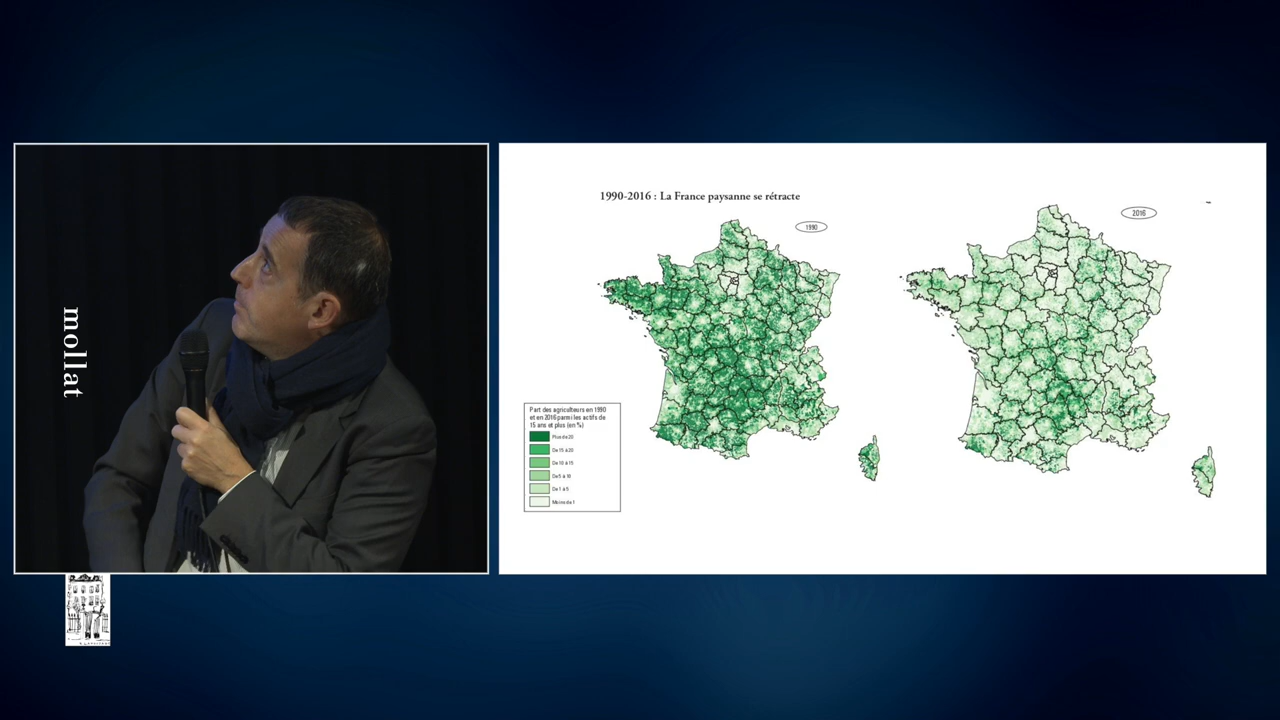 mollat
1990-2016 : La France paysanne se rétracte
1990
2016
Part des agriculteurs en 1990
et en 2016 parmi les actifs de
15 ans et plus (en %)
Plus de 20
De 15 à 20
De 10 à 15
De 5 à 10
De 1 à 5
Moins de 1